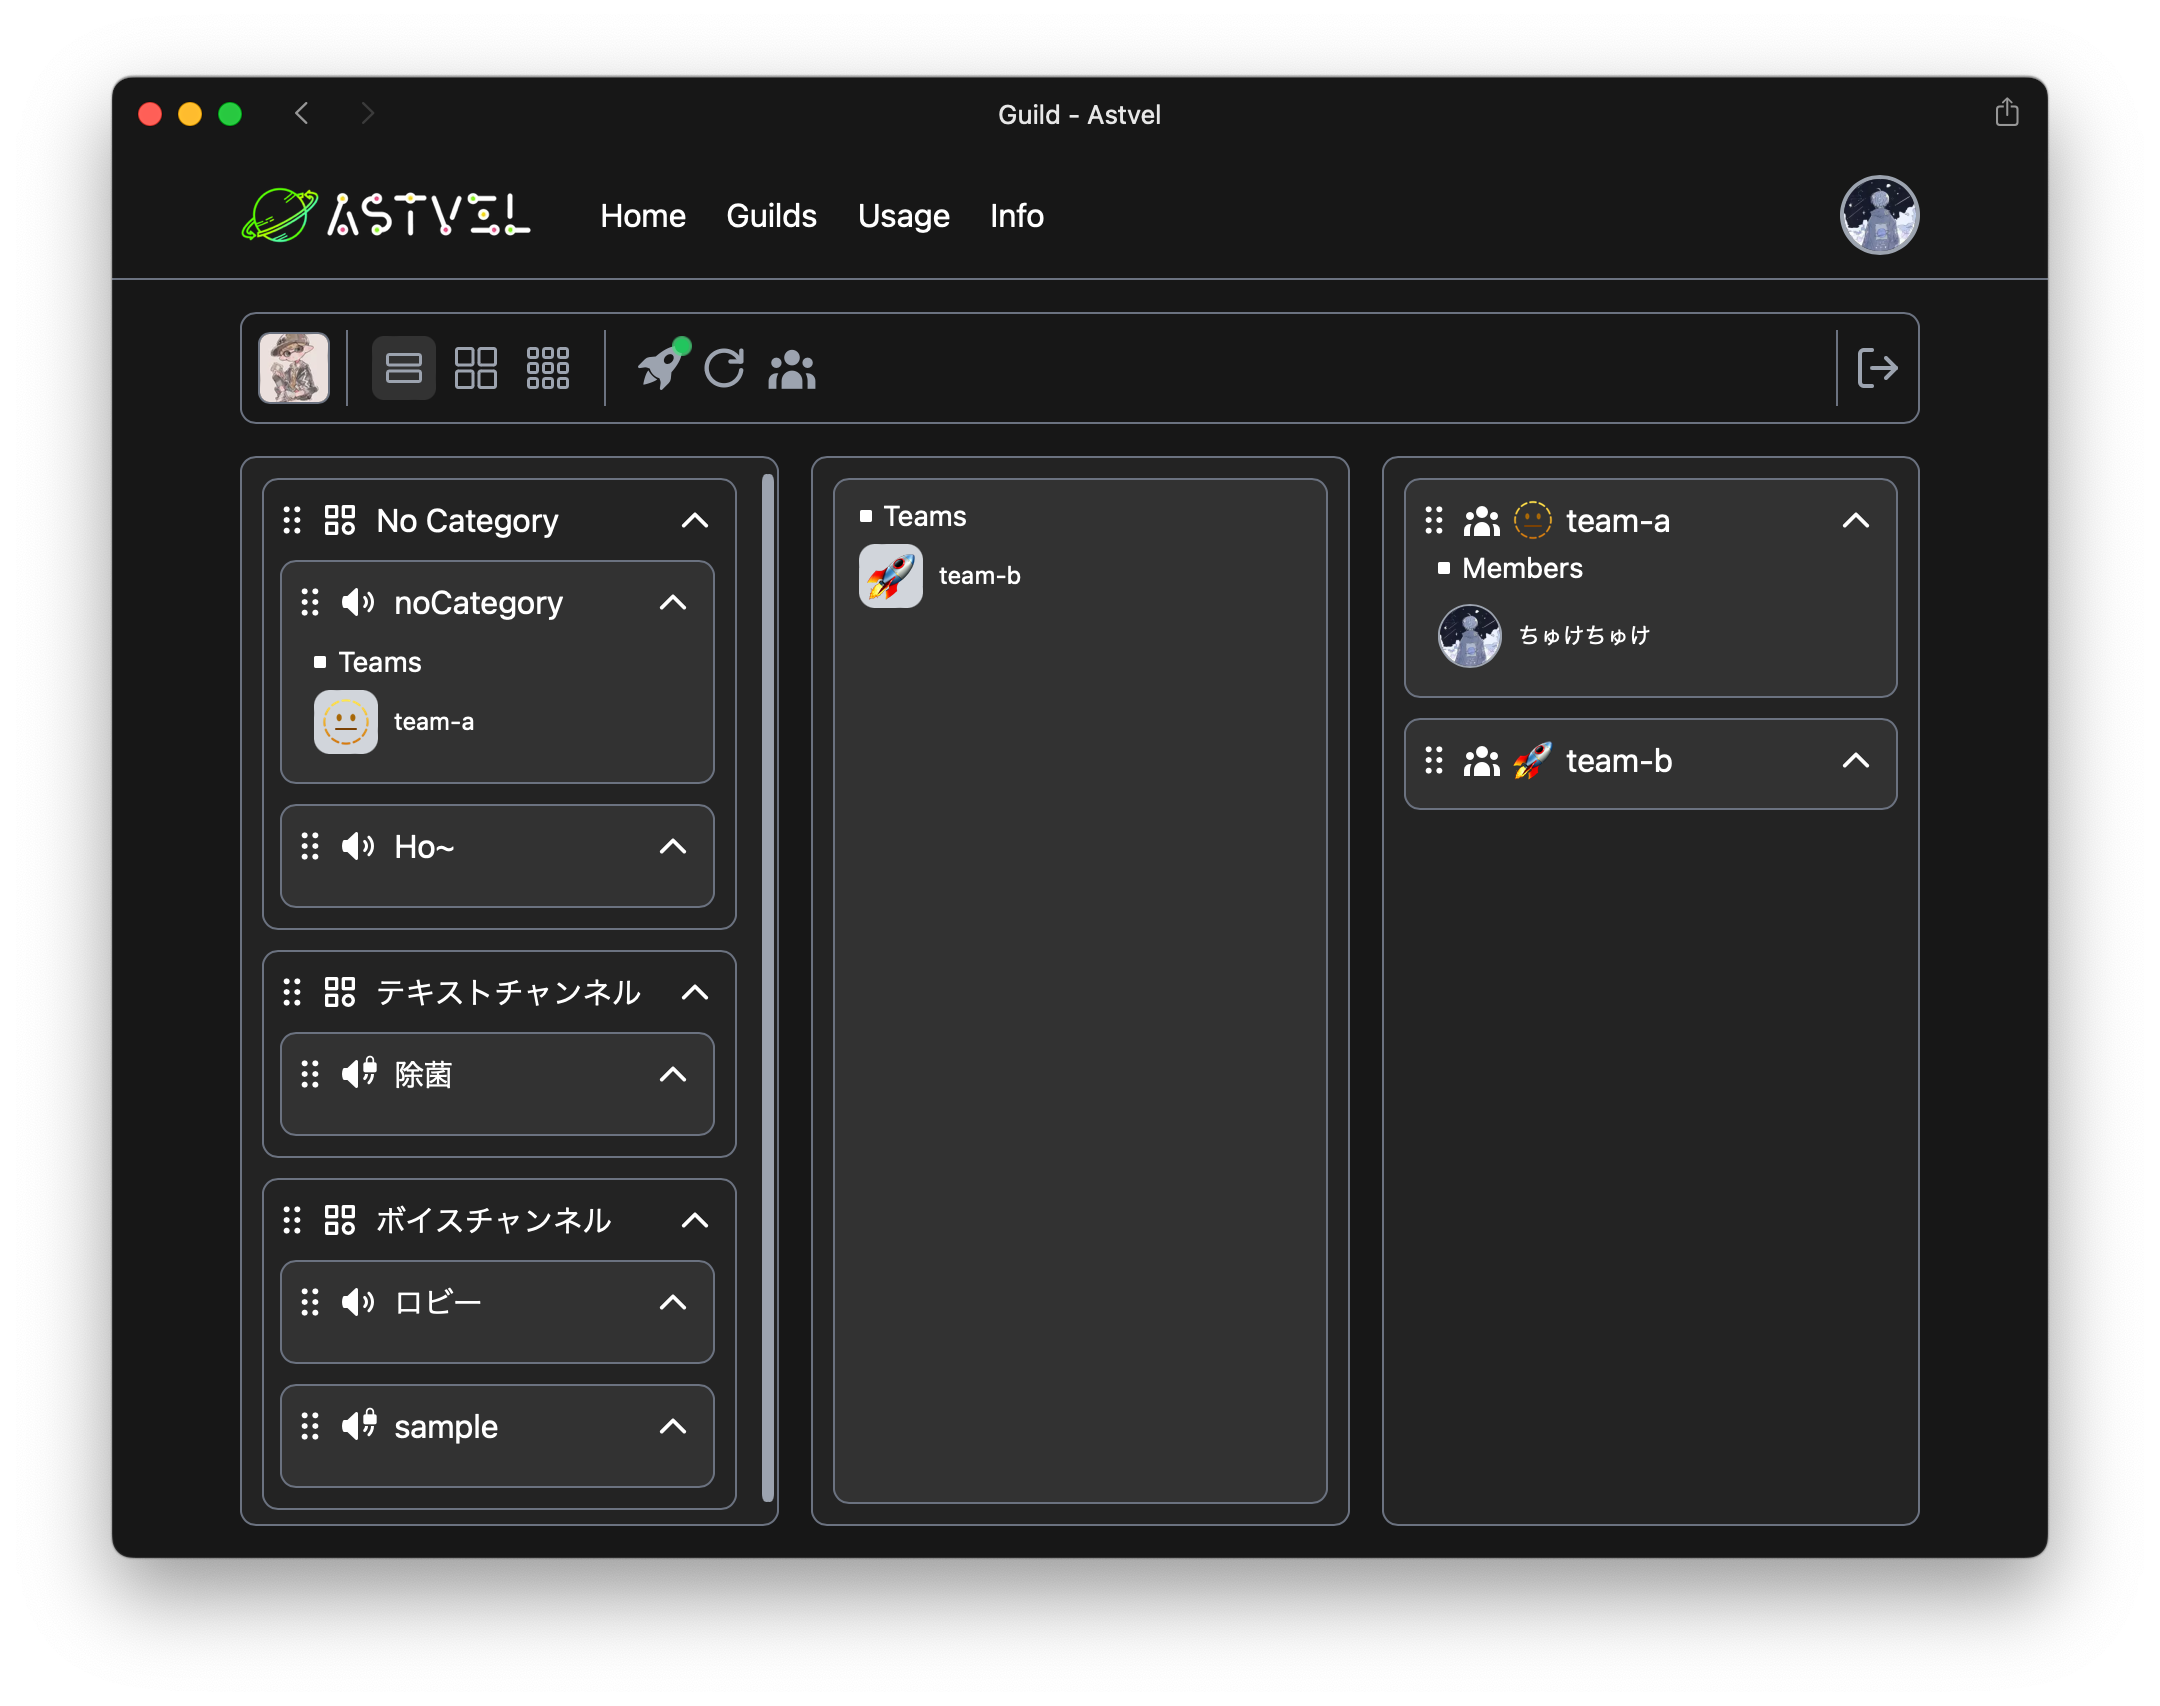 Guild - Astvel
ASTVEL
Home Guilds Usage Info
No Category
noCategory
Teams
team-a
Ho~
テキストチャンネル
除菌
ボイスチャンネル
ロビー
sample
Teams
team-b
team-a
Members
ちゅけちゅけ
team-b